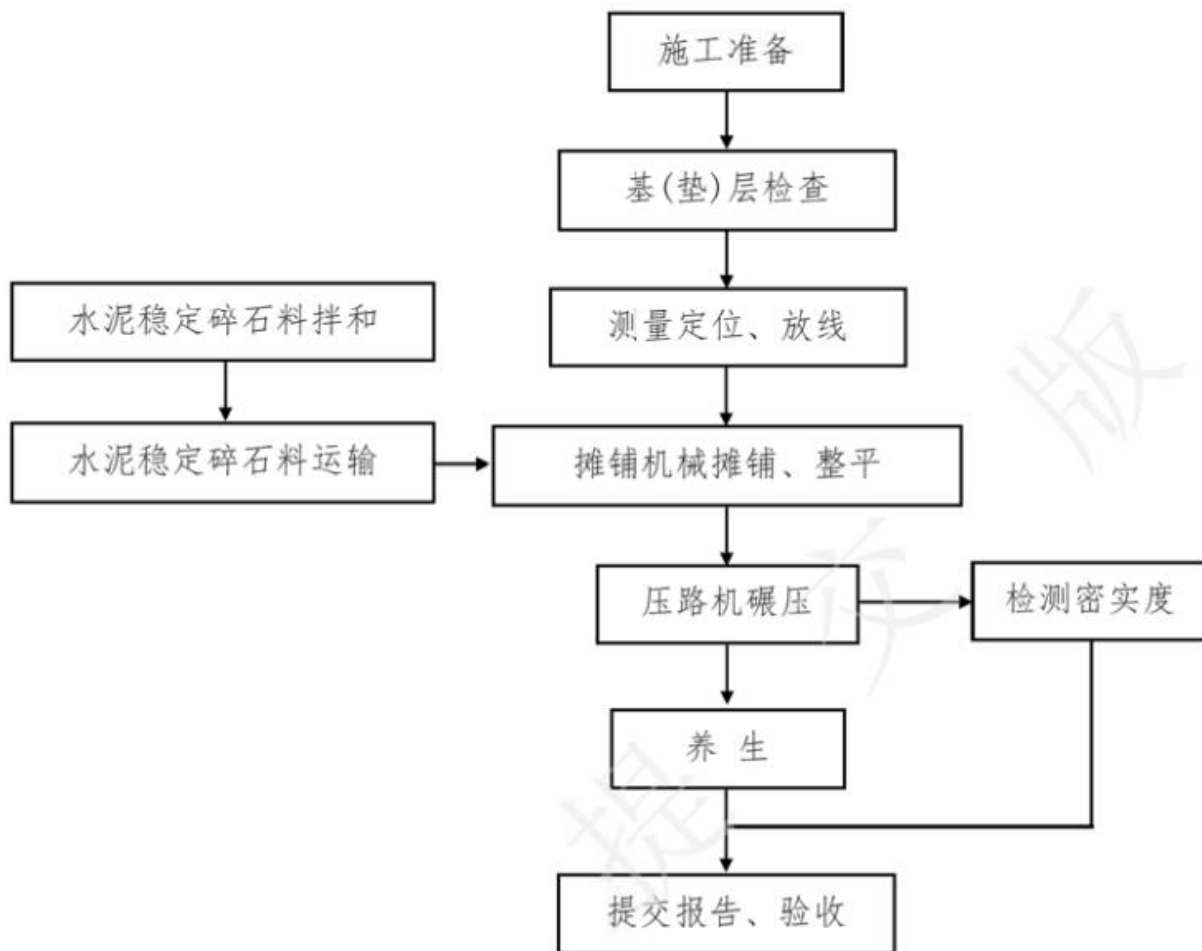 施工准备
基(垫)层检查
水泥稳定碎石料拌和
测量定位、放线
水泥稳定碎石料运输
摊铺机械摊铺、整平
压路机碾压
检测密实度
养 生
提交报告、验收
提交版